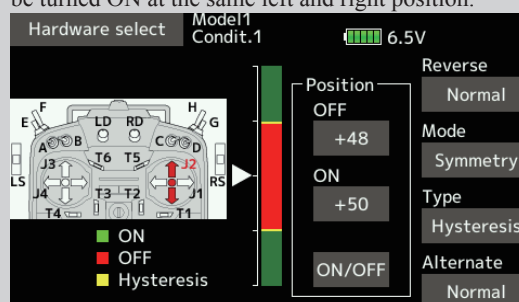 be turned ON at the same left and right position.
Hardware select
Model1
Condit.1
6.5V
F
H
E
LD
RD
G
A
B
C
D
J3
T6
T5
J2
LS
RS
J4
T3
T2
J1
T4
T1
ON
OFF
Hysteresis
Position
OFF
+48
ON
+50
ON/OFF
Reverse
Normal
Mode
Symmetry
Type
Hysteresis
Alternate
Normal